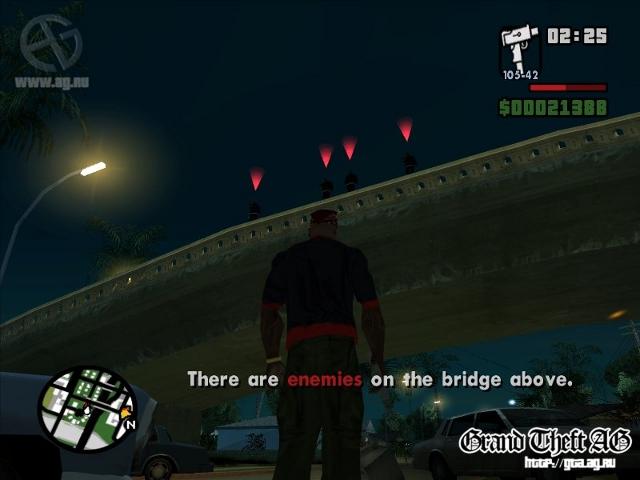 AG
www.ag.ru
02:25
105-42
$00021388
There are enemies on the bridge above.
N
Grand Theft AG
http://gta.ag.ru